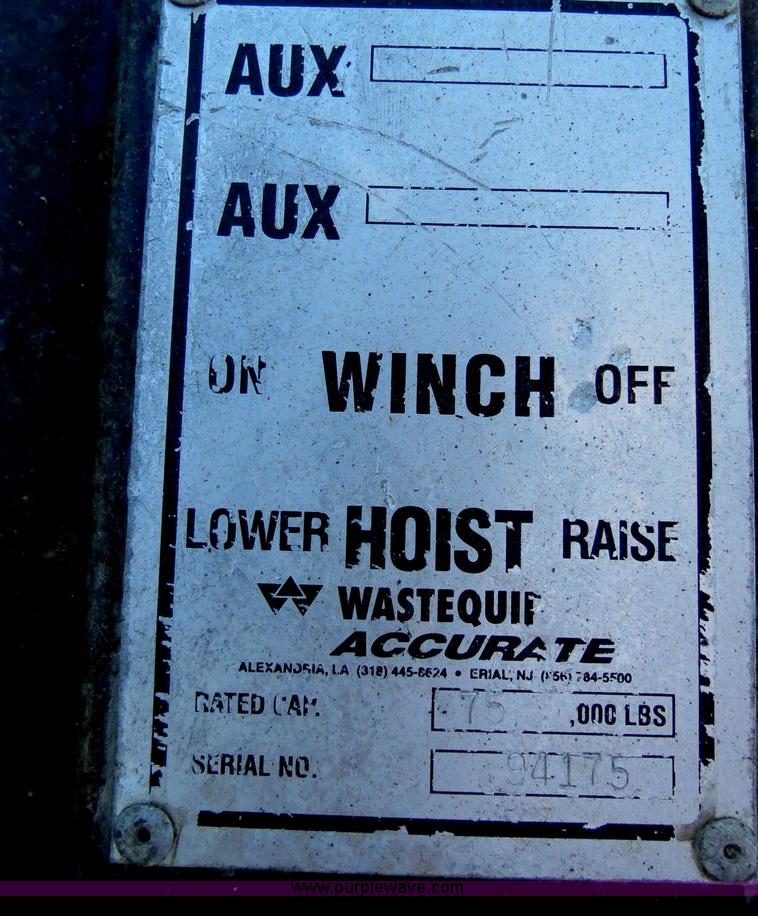 AUX
AUX
ON WINCH OFF
LOWER HOIST RAISE
WASTEQUIP
ACCURATE
ALEXANDRIA, LA (318) 445-6624 • ERIAL, NJ (856) 784-5500
RATED CAP. 75 ,000 LBS
SERIAL NO. 94175
www.purplewave.com